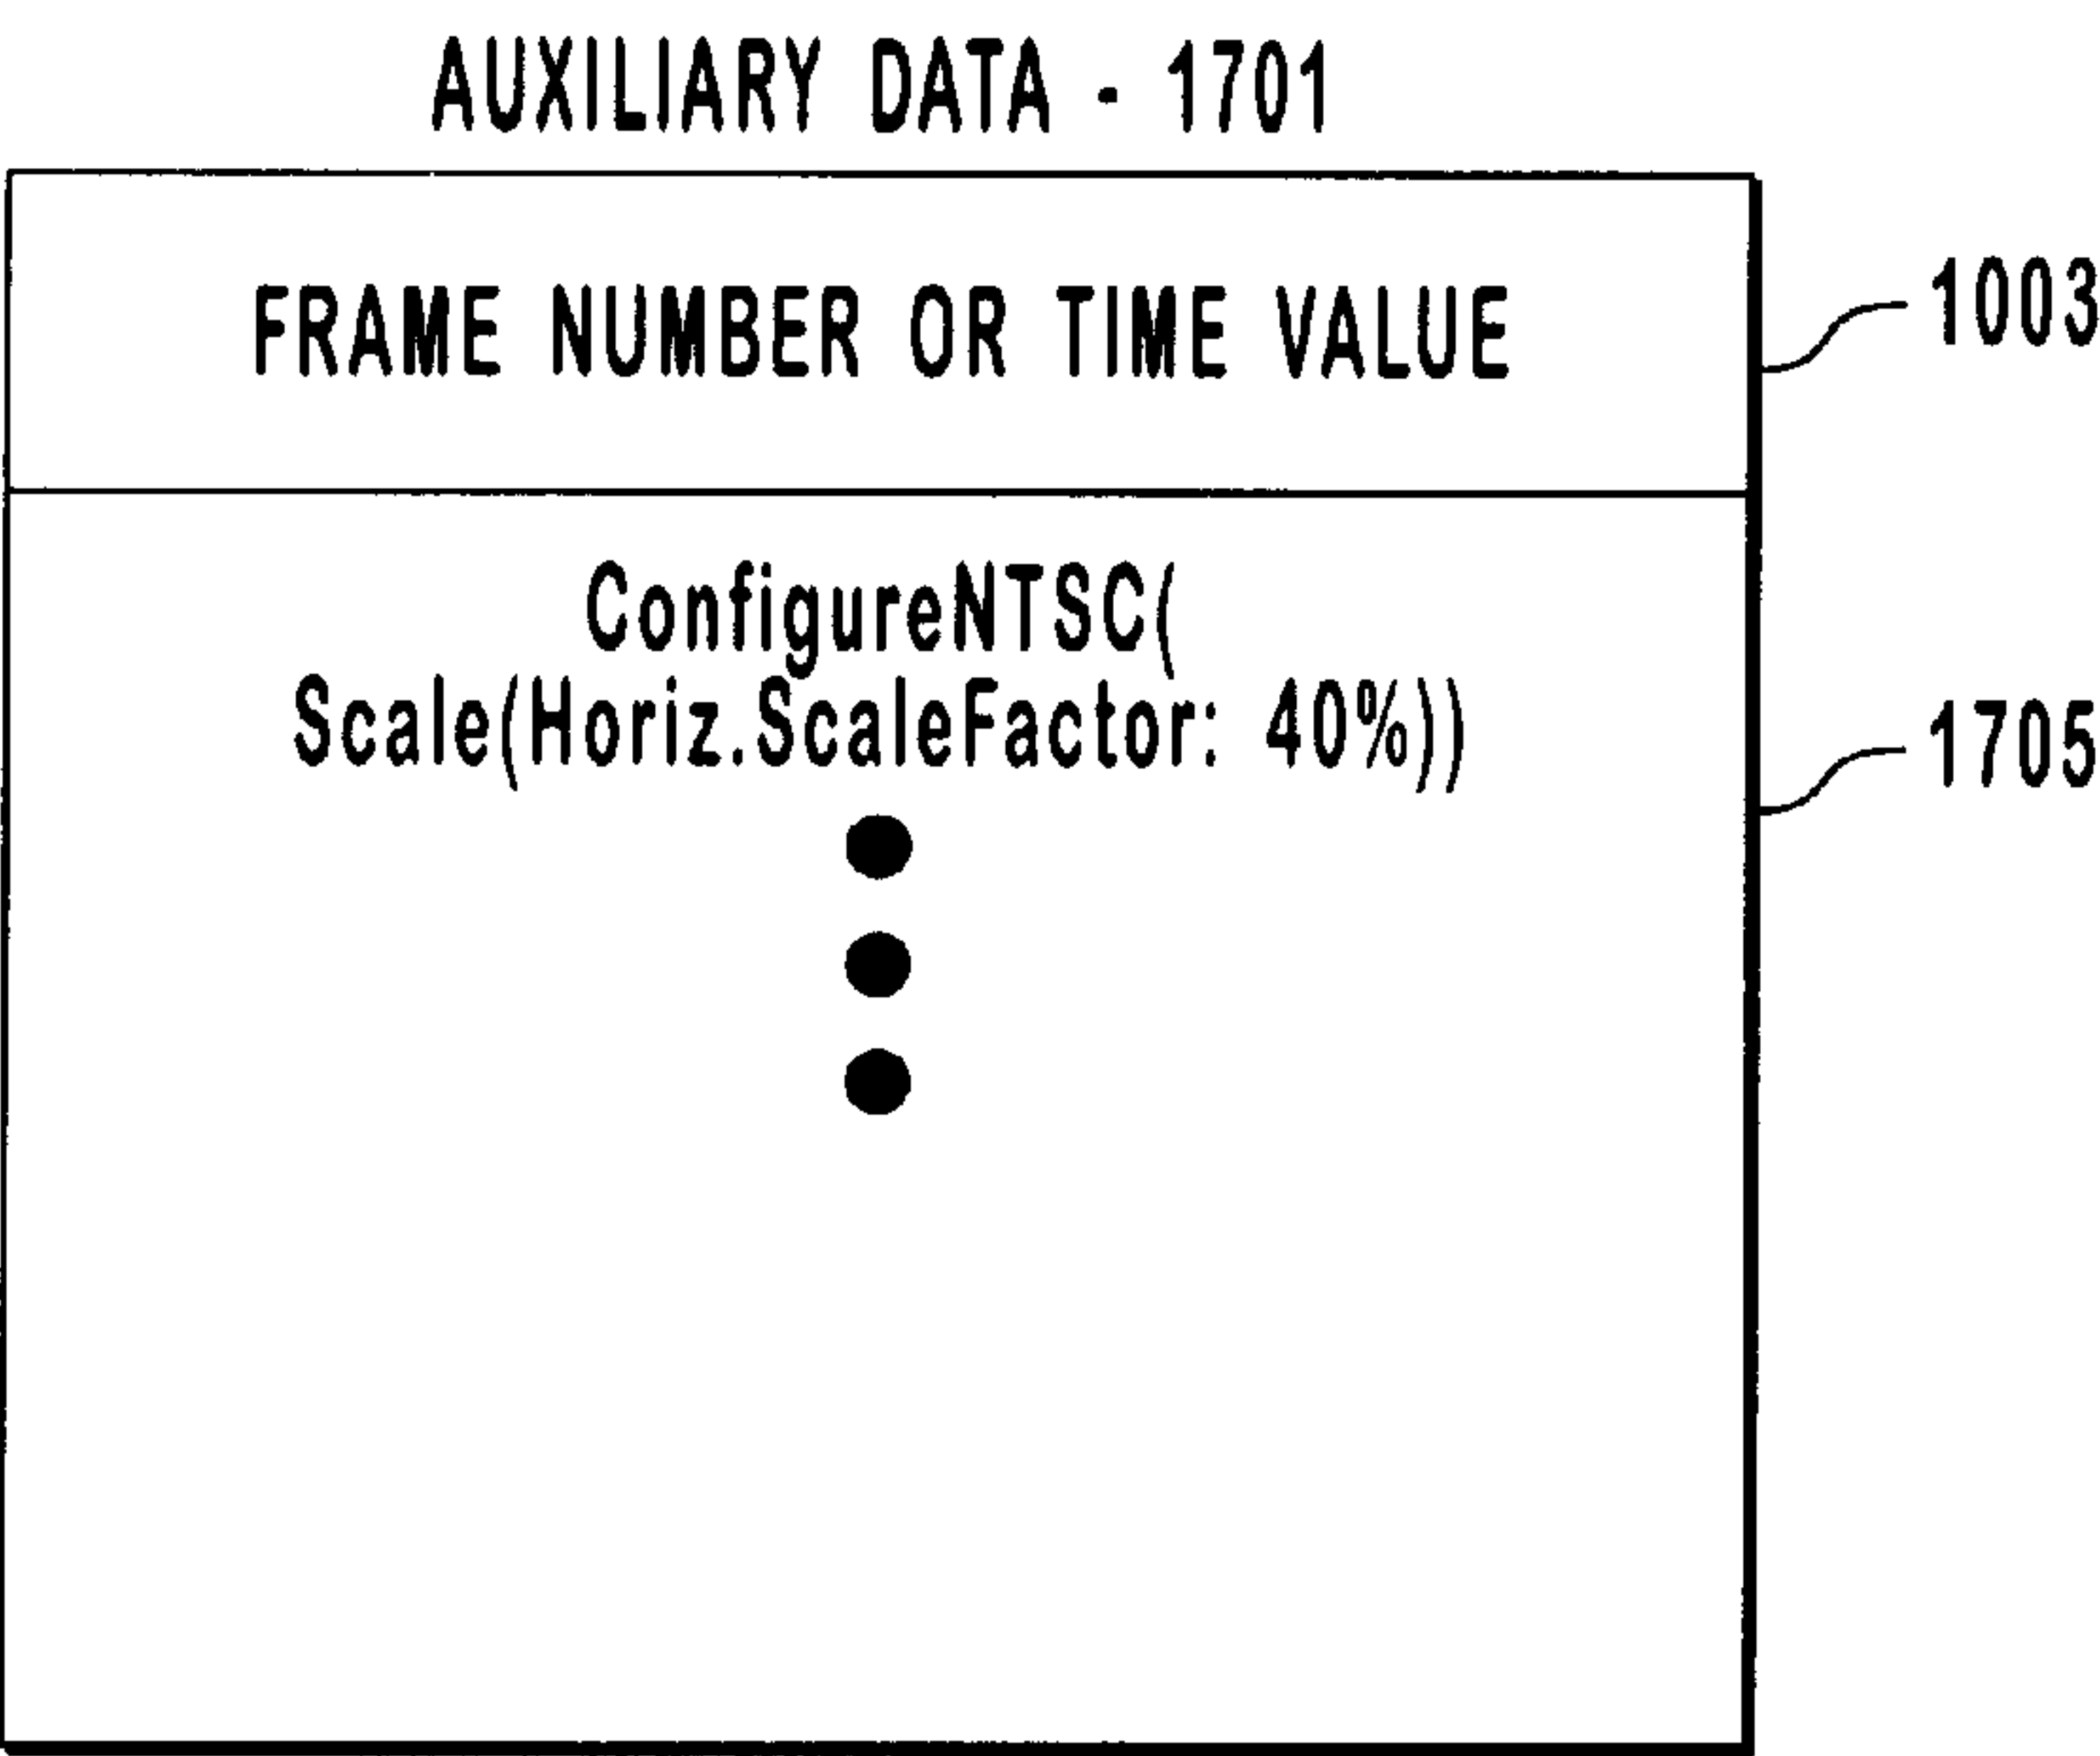 AUXILIARY DATA - 1701
FRAME NUMBER OR TIME VALUE
1003
ConfigureNTSC(
Scale(Horiz.ScaleFactor: 40%))
1705